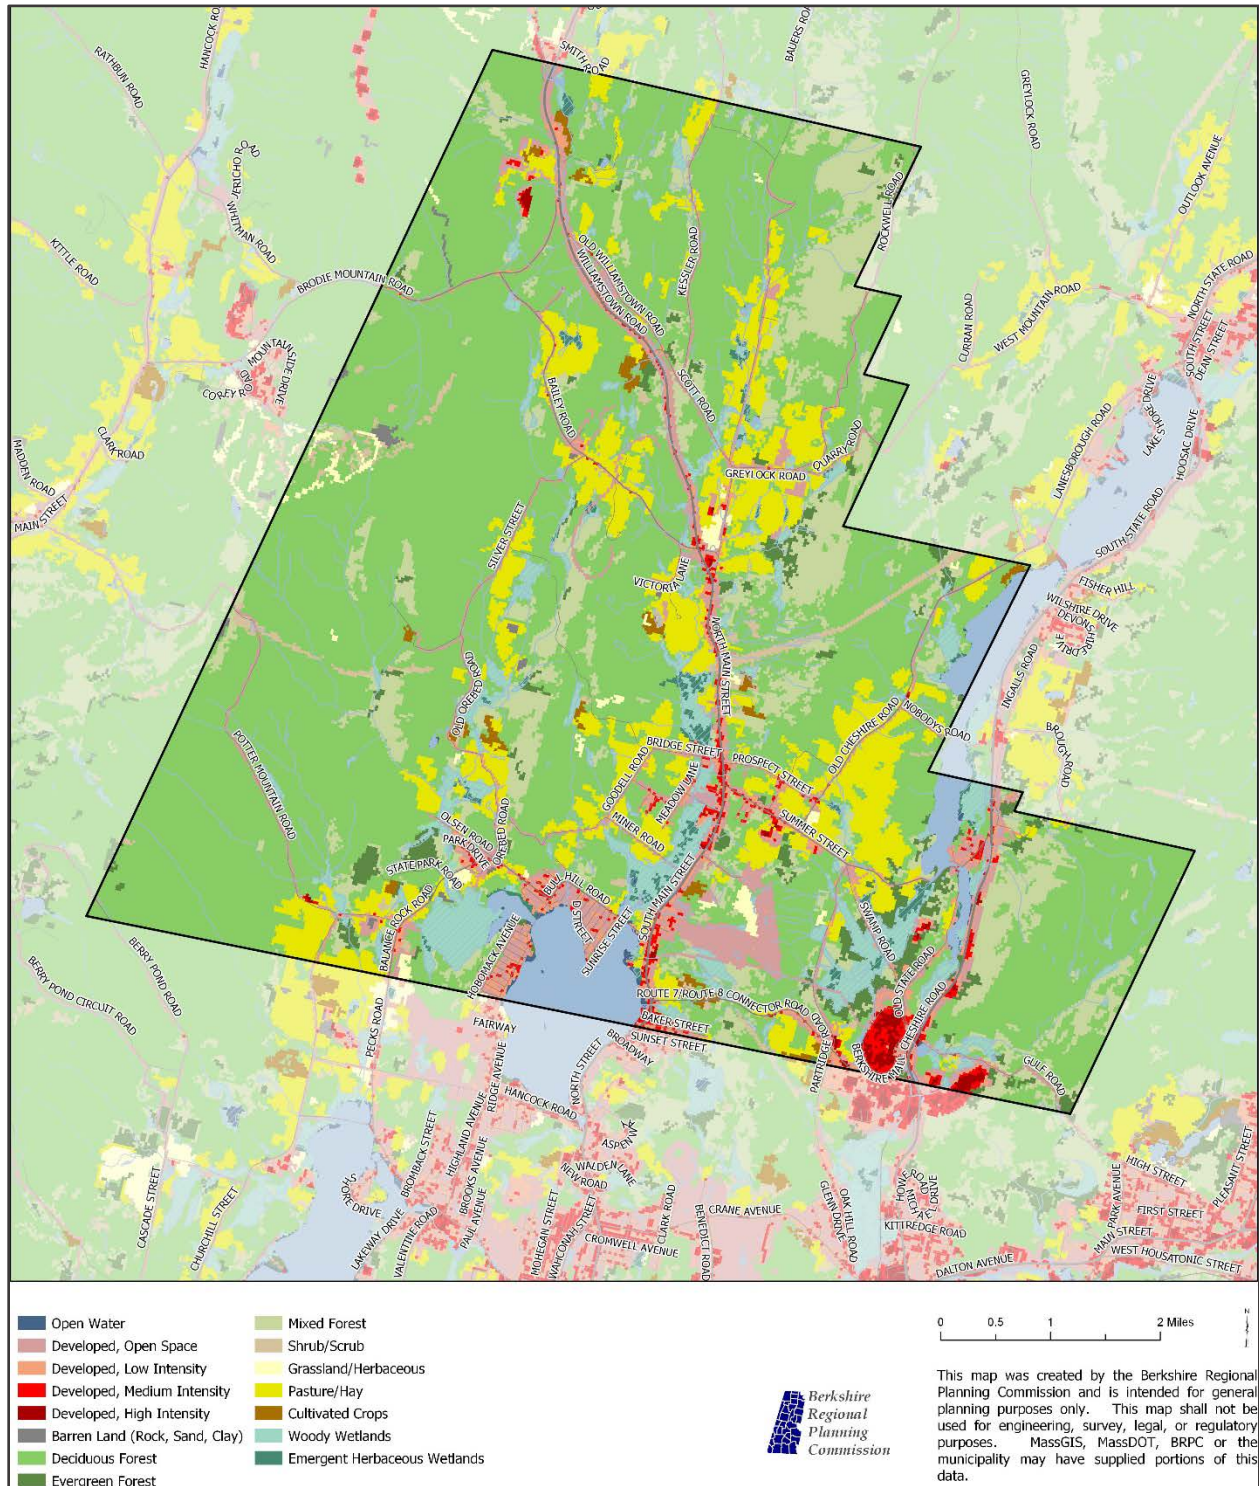 SMITH ROAD
BAUERS ROA
HANCOCK RO
RATHBUN ROAD
GREYLOCK ROAD
OUTLOOK AVENUE
JERICHO ROAD
WHITMAN ROAD
KITTLE ROAD
BRODIE MOUNTAIN ROAD
ROCKWELL ROAD
OLD WILLIAMSTOWN ROAD
WILLIAMSTOWN ROAD
KESSLER ROAD
NORTH STATE ROAD
WEST MOUNTAIN ROAD
CURRAN ROAD
SOUTH STREET
DEAN STREET
MOUNTAIN SIDE DRIVE
COREY ROAD
SCOTT ROAD
BAILEY ROAD
LAKE SHORE DRIVE
HOOSAC DRIVE
LANESBOROUGH ROAD
CLARK ROAD
MADDEN ROAD
MAIN STREET
QUARRY ROAD
GREYLOCK ROAD
SOUTH STATE ROAD
SILVER STREET
VICTORIA LANE
FISHER HILL
WILSHIRE DRIVE
DEVONSHIRE DRIVE
NORTH MAIN STREET
INGALLS ROAD
OLD OREBED ROAD
NOBODYS ROAD
OLD CHESHIRE ROAD
BROUGH ROAD
POTTER MOUNTAIN ROAD
BRIDGE STREET
PROSPECT STREET
GOODELL ROAD
MEADOW LANE
SUMMER STREET
MINER ROAD
OLSEN ROAD
PARK DRIVE
OREBED ROAD
STATE PARK ROAD
BULL HILL ROAD
D STREET
SUNRISE STREET
SOUTH MAIN STREET
SWAMP ROAD
BALANCE ROCK ROAD
HOBOMACK AVENUE
OLD STATE ROAD
CHESHIRE ROAD
BERRY POND ROAD
BERRY POND CIRCUIT ROAD
ROUTE 7/ROUTE 8 CONNECTOR ROAD
BAKER STREET
SUNSET STREET
BROADWAY
FAIRWAY
PECKS ROAD
PARTRIDGE ROAD
BERKSHIRE MALL
GULF ROAD
RIDGE AVENUE
NORTH STREET
HANCOCK ROAD
HIGHLAND AVENUE
BROMBACK STREET
WALDEN LANE
NEW ROAD
SHORE DRIVE
BROOKS AVENUE
PAUL AVENUE
CASCADE STREET
CHURCHILL STREET
LAKEWAY DRIVE
VALENTINE ROAD
MOHEGAN STREET
WAHCONAH STREET
CLARK ROAD
CROMWELL AVENUE
BENEDICT ROAD
CRANE AVENUE
GLENN DRIVE
OAK HILL ROAD
KITTREDGE ROAD
DALTON AVENUE
HIGH STREET
PARK AVENUE
FIRST STREET
MAIN STREET
PLEASANT STREET
WEST HOUSATONIC STREET
Open Water
Developed, Open Space
Developed, Low Intensity
Developed, Medium Intensity
Developed, High Intensity
Barren Land (Rock, Sand, Clay)
Deciduous Forest
Evergreen Forest
Mixed Forest
Shrub/Scrub
Grassland/Herbaceous
Pasture/Hay
Cultivated Crops
Woody Wetlands
Emergent Herbaceous Wetlands
Berkshire
Regional
Planning
Commission
0 0.5 1 2 Miles
This map was created by the Berkshire Regional
Planning Commission and is intended for general
planning purposes only. This map shall not be
used for engineering, survey, legal, or regulatory
purposes. MassGIS, MassDOT, BRPC or the
municipality may have supplied portions of this
data.